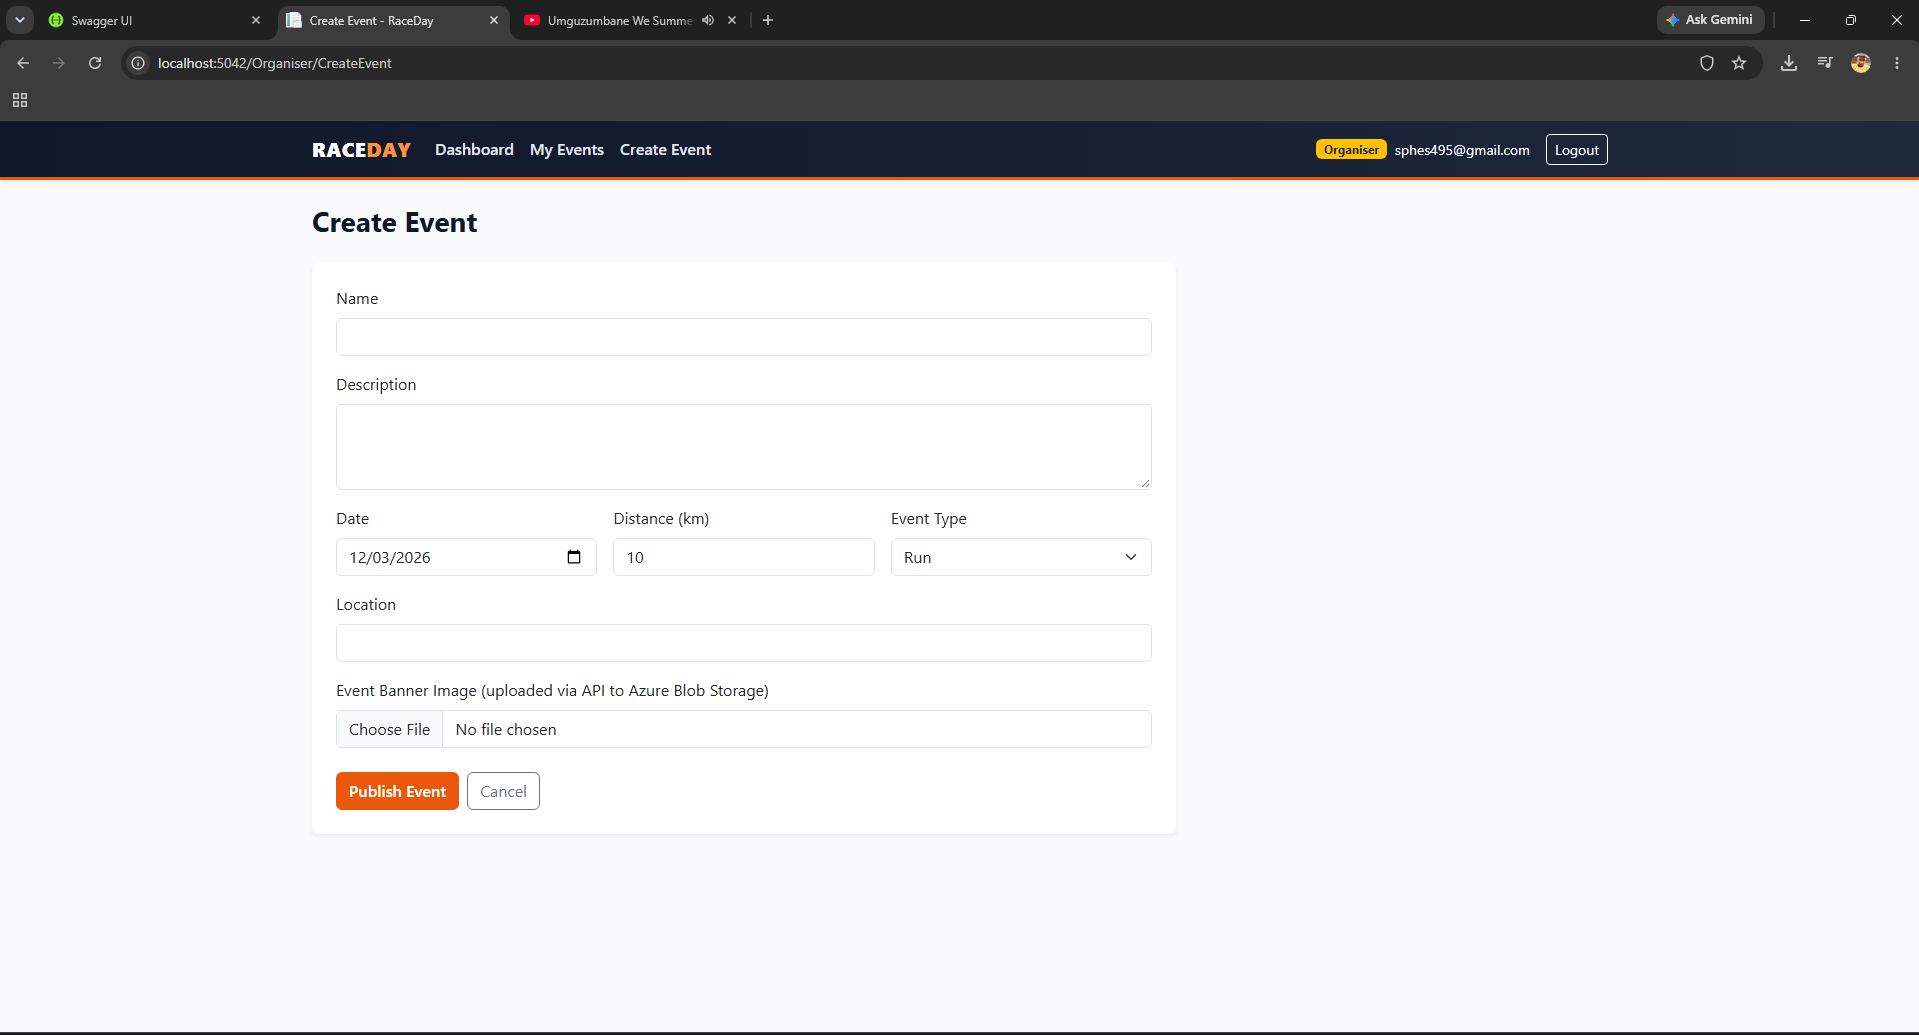 Swagger UI
Create Event - RaceDay
Umguzumbane We Summe
Ask Gemini
localhost:5042/Organiser/CreateEvent
RACEDAY
Dashboard
My Events
Create Event
Organiser
sphes495@gmail.com
Logout
Create Event
Name
Description
Date
Distance (km)
Event Type
12/03/2026
10
Run
Location
Event Banner Image (uploaded via API to Azure Blob Storage)
Choose File
No file chosen
Publish Event
Cancel